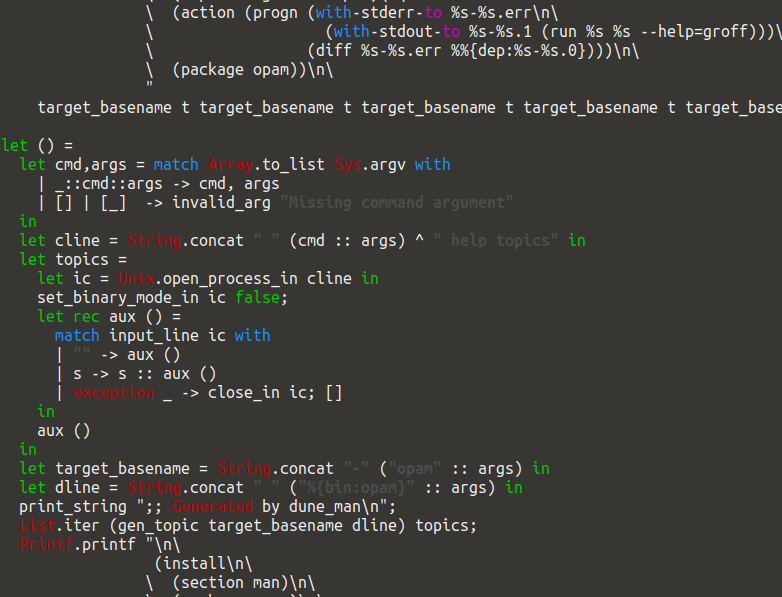 \  (action (progn (with-stderr-to %s-%s.err\n\
\                   (with-stdout-to %s-%s.1 (run %s %s --help=groff)))\
\                 (diff %s-%s.err %%{dep:%s-%s.0})))\n\
\  (package opam))\n\
"
target_basename t target_basename t target_basename t target_basename t target_base
let () =
  let cmd,args = match Array.to_list Sys.argv with
    | _::cmd::args -> cmd, args
    | [] | [_]  -> invalid_arg "Missing command argument"
  in
  let cline = String.concat " " (cmd :: args) ^ " help topics" in
  let topics =
    let ic = Unix.open_process_in cline in
    set_binary_mode_in ic false;
    let rec aux () =
      match input_line ic with
      | "" -> aux ()
      | s -> s :: aux ()
      | exception _ -> close_in ic; []
    in
    aux ()
  in
  let target_basename = String.concat "-" ("opam" :: args) in
  let dline = String.concat " " ("%{bin:opam}" :: args) in
  print_string ";; Generated by dune_man\n";
  List.iter (gen_topic target_basename dline) topics;
  Printf.printf "\n\
                 (install\n\
                \  (section man)\n\